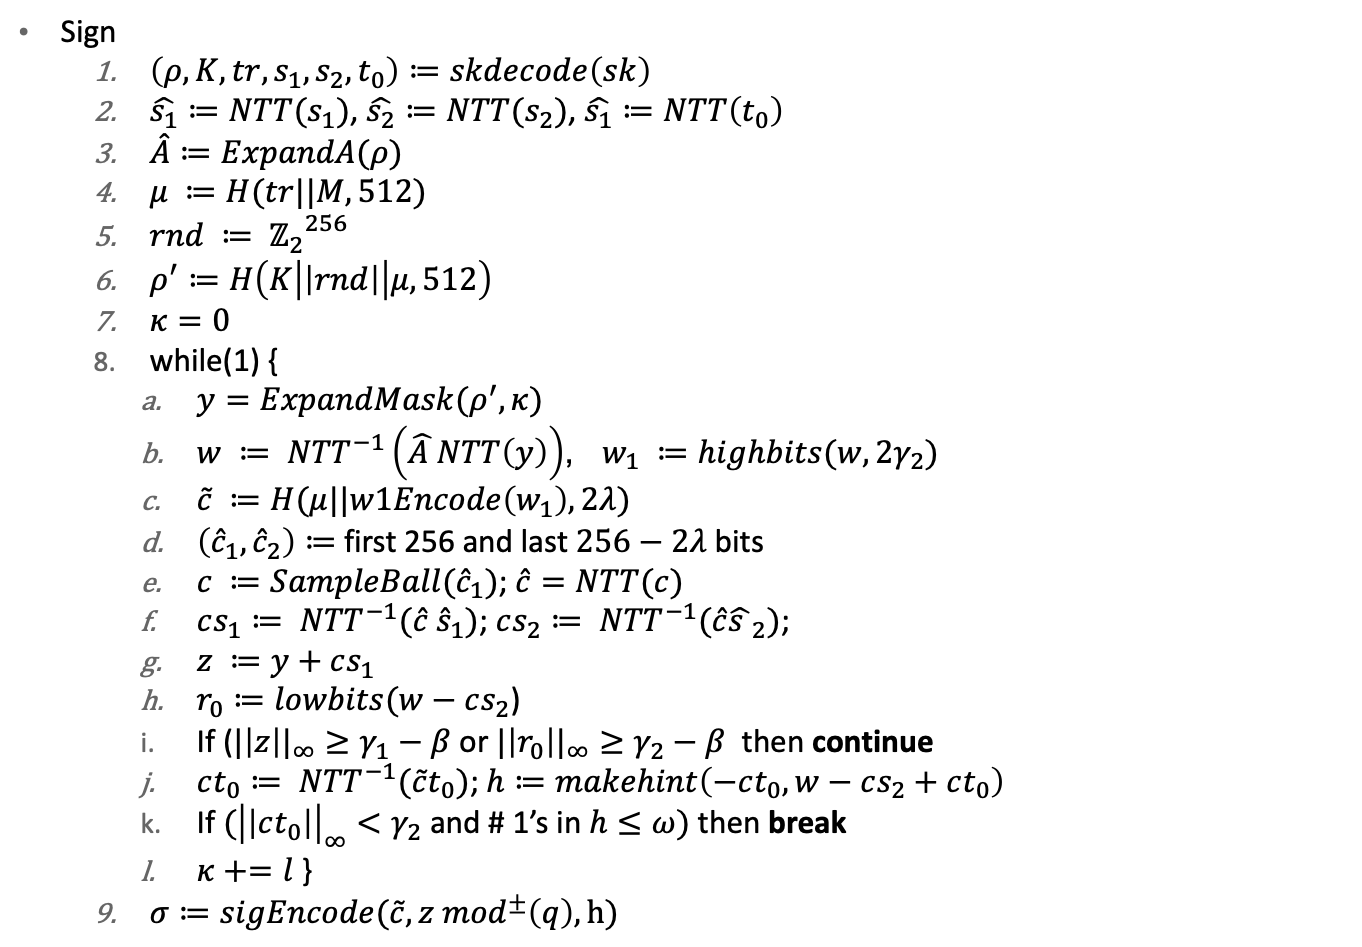 • Sign
1. (ρ, K, tr, s₁, s₂, t₀) ≔ skdecode(sk)
2. ŝ₁ ≔ NTT(s₁), ŝ₂ ≔ NTT(s₂), ŝ₁ ≔ NTT(t₀)
3. Â ≔ ExpandA(ρ)
4. μ ≔ H(tr||M, 512)
5. rnd ≔ ℤ₂²⁵⁶
6. ρ′ ≔ H(K||rnd||μ, 512)
7. κ = 0
8. while(1) {
a. y = ExpandMask(ρ′, κ)
b. w ≔ NTT⁻¹(Â NTT(y)), w₁ ≔ highbits(w, 2γ₂)
c. c̃ ≔ H(μ||w1Encode(w₁), 2λ)
d. (ĉ₁, ĉ₂) ≔ first 256 and last 256 − 2λ bits
e. c ≔ SampleBall(ĉ₁); ĉ = NTT(c)
f. cs₁ ≔ NTT⁻¹(ĉ ŝ₁); cs₂ ≔ NTT⁻¹(ĉŝ ₂);
g. z ≔ y + cs₁
h. r₀ ≔ lowbits(w − cs₂)
i. If (||z||∞ ≥ γ₁ − β or ||r₀||∞ ≥ γ₂ − β then continue
j. ct₀ ≔ NTT⁻¹(c̃t₀); h ≔ makehint(−ct₀, w − cs₂ + ct₀)
k. If (||ct₀||∞ < γ₂ and # 1’s in h ≤ ω) then break
l. κ += l }
9. σ ≔ sigEncode(c̃, z mod±(q), h)